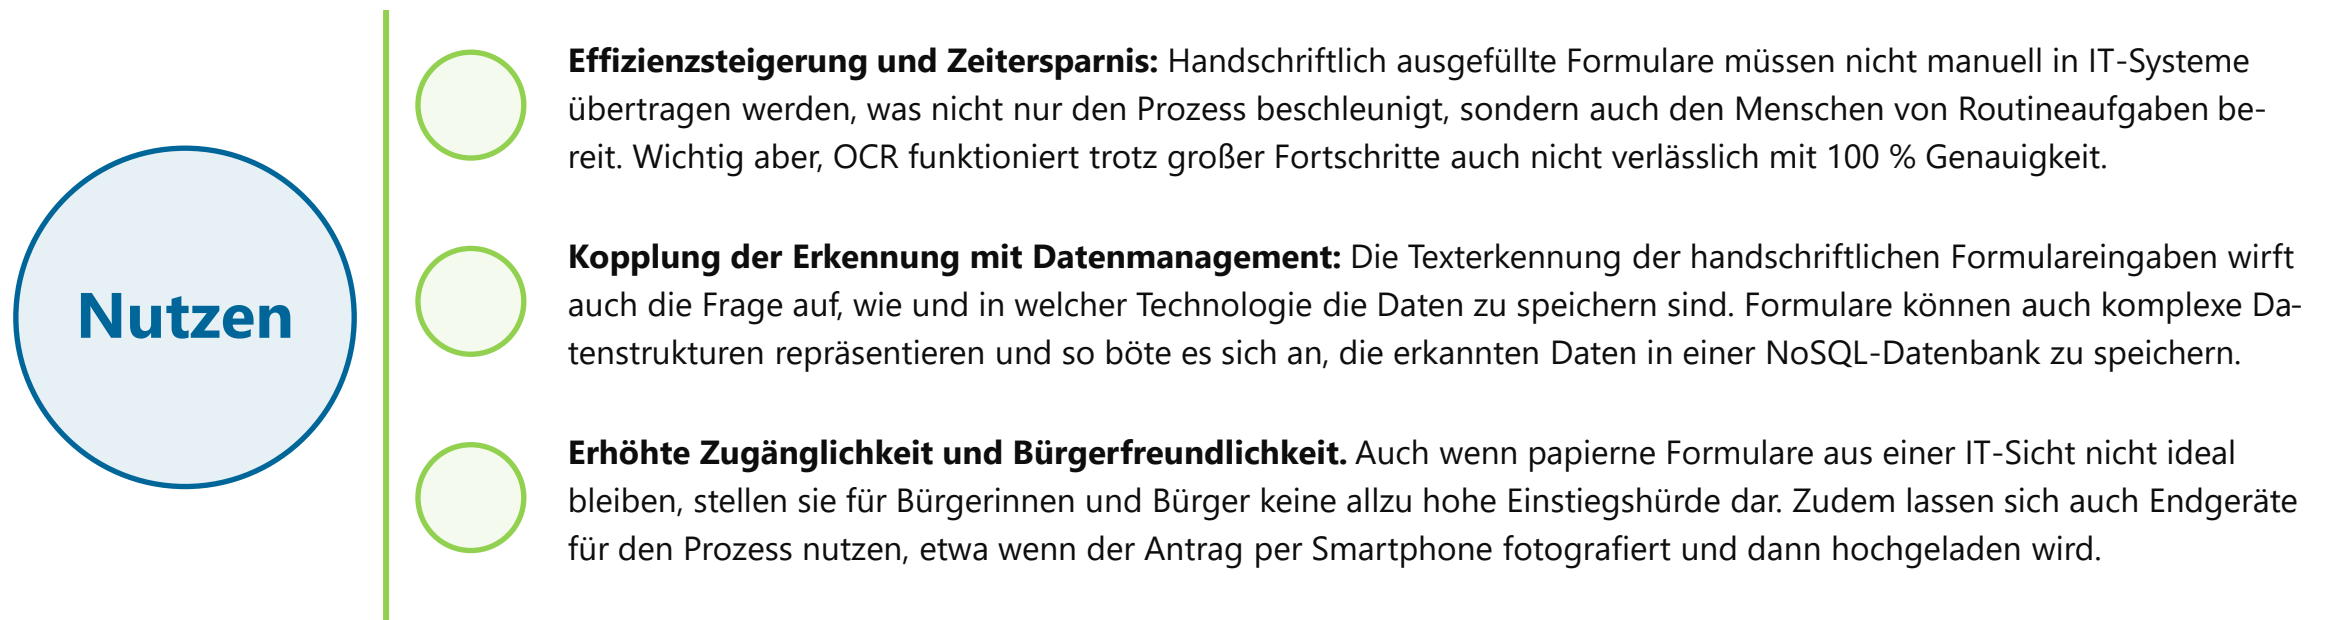 Nutzen
Effizienzsteigerung und Zeitersparnis: Handschriftlich ausgefüllte Formulare müssen nicht manuell in IT-Systeme
übertragen werden, was nicht nur den Prozess beschleunigt, sondern auch den Menschen von Routineaufgaben be-
reit. Wichtig aber, OCR funktioniert trotz großer Fortschritte auch nicht verlässlich mit 100 % Genauigkeit.
Kopplung der Erkennung mit Datenmanagement: Die Texterkennung der handschriftlichen Formulareingaben wirft
auch die Frage auf, wie und in welcher Technologie die Daten zu speichern sind. Formulare können auch komplexe Da-
tenstrukturen repräsentieren und so böte es sich an, die erkannten Daten in einer NoSQL-Datenbank zu speichern.
Erhöhte Zugänglichkeit und Bürgerfreundlichkeit. Auch wenn papierne Formulare aus einer IT-Sicht nicht ideal
bleiben, stellen sie für Bürgerinnen und Bürger keine allzu hohe Einstiegshürde dar. Zudem lassen sich auch Endgeräte
für den Prozess nutzen, etwa wenn der Antrag per Smartphone fotografiert und dann hochgeladen wird.